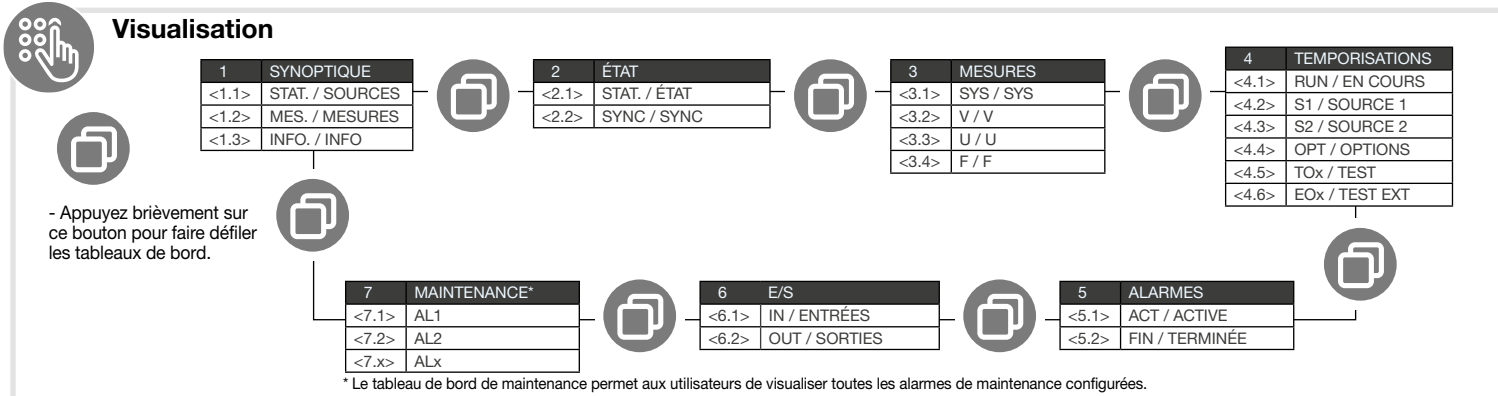 Visualisation
1 SYNOPTIQUE
<1.1> STAT. / SOURCES
<1.2> MES. / MESURES
<1.3> INFO. / INFO
2 ÉTAT
<2.1> STAT. / ÉTAT
<2.2> SYNC / SYNC
3 MESURES
<3.1> SYS / SYS
<3.2> V / V
<3.3> U / U
<3.4> F / F
4 TEMPORISATIONS
<4.1> RUN / EN COURS
<4.2> S1 / SOURCE 1
<4.3> S2 / SOURCE 2
<4.4> OPT / OPTIONS
<4.5> TOx / TEST
<4.6> EOx / TEST EXT
- Appuyez brièvement sur
ce bouton pour faire défiler
les tableaux de bord.
7 MAINTENANCE*
<7.1> AL1
<7.2> AL2
<7.x> ALx
6 E/S
<6.1> IN / ENTRÉES
<6.2> OUT / SORTIES
5 ALARMES
<5.1> ACT / ACTIVE
<5.2> FIN / TERMINÉE
* Le tableau de bord de maintenance permet aux utilisateurs de visualiser toutes les alarmes de maintenance configurées.